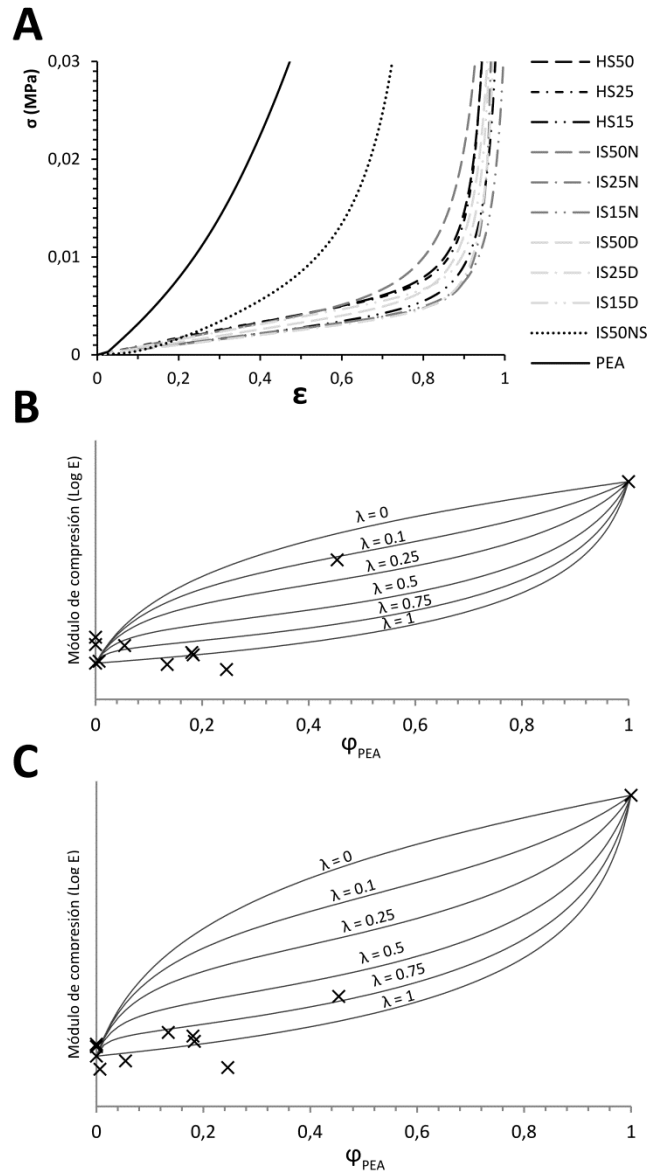 A
σ (MPa)
0,03
0,02
0,01
0
0
0,2
0,4
0,6
0,8
1
ε
HS50
HS25
HS15
IS50N
IS25N
IS15N
IS50D
IS25D
IS15D
IS50NS
PEA
B
Módulo de compresión (Log E)
λ = 0
λ = 0.1
λ = 0.25
λ = 0.5
λ = 0.75
λ = 1
0
0,2
0,4
0,6
0,8
1
φPEA
C
Módulo de compresión (Log E)
λ = 0
λ = 0.1
λ = 0.25
λ = 0.5
λ = 0.75
λ = 1
0
0,2
0,4
0,6
0,8
1
φPEA